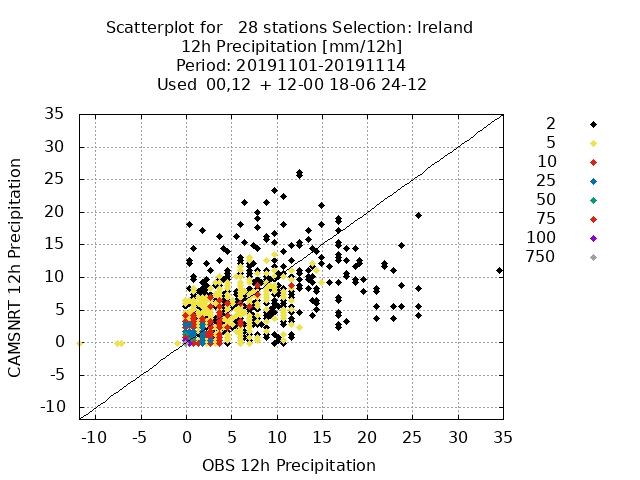 Scatterplot for   28 stations Selection: Ireland
12h Precipitation [mm/12h]
Period: 20191101-20191114
Used  00,12  + 12-00 18-06 24-12
35
30
25
20
15
10
5
0
-5
-10
CAMSNRT 12h Precipitation
-10 -5 0 5 10 15 20 25 30 35
OBS 12h Precipitation
2
5
10
25
50
75
100
750